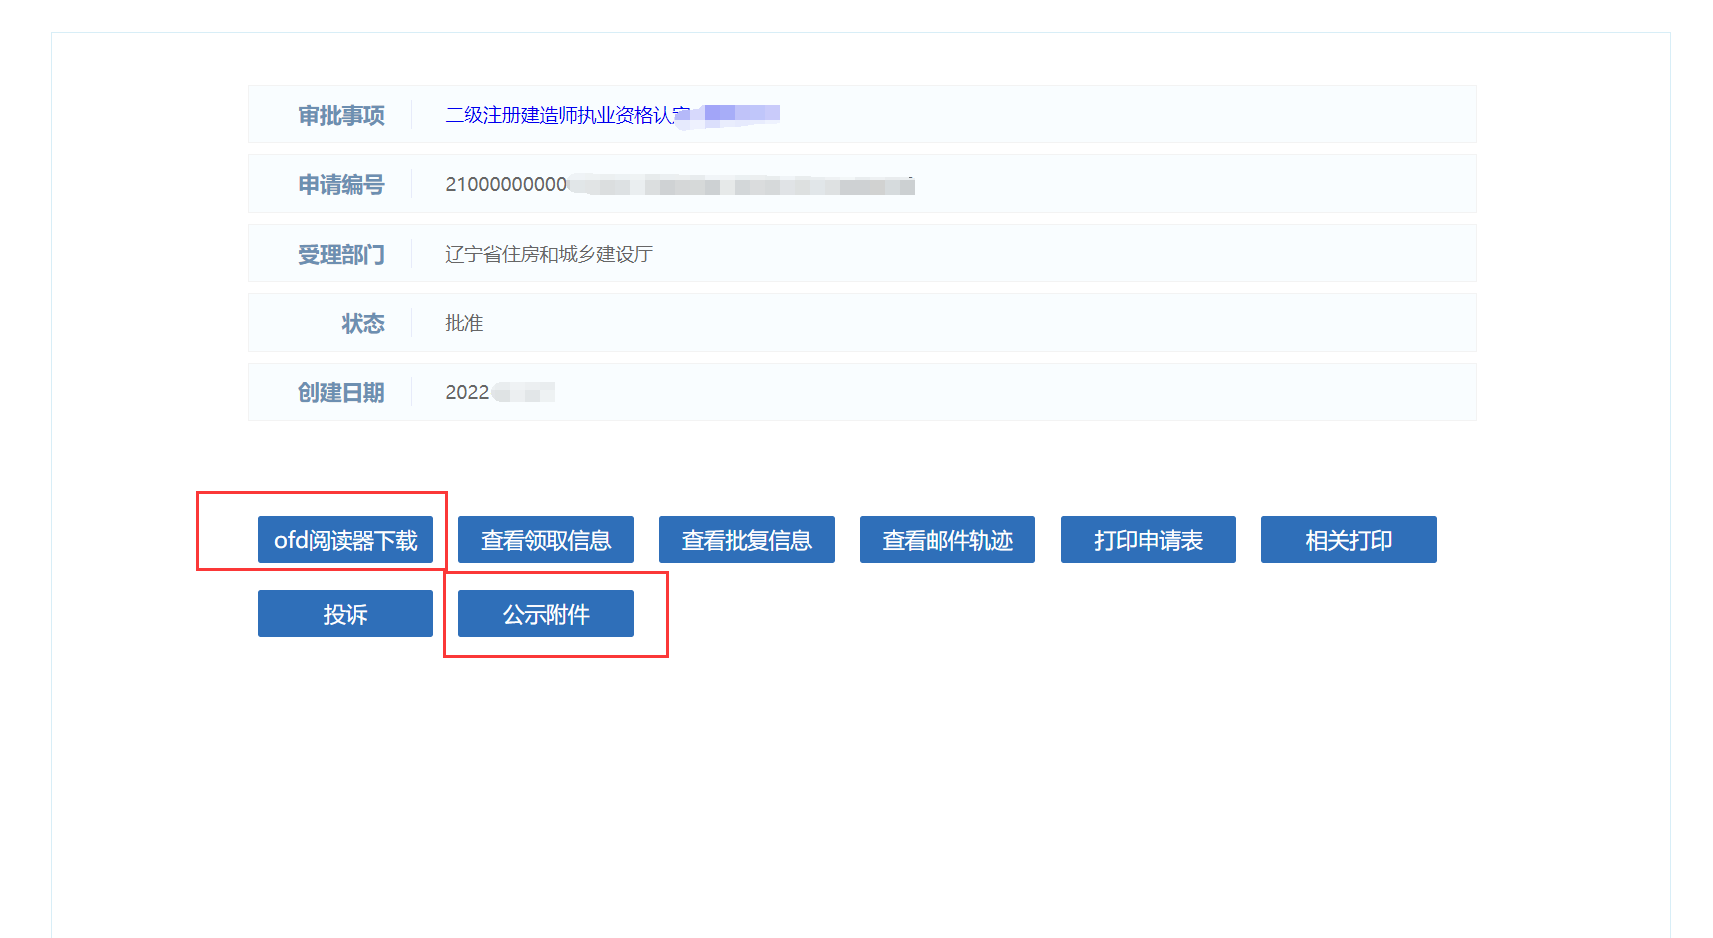 审批事项 二级注册建造师执业资格认定
申请编号 21000000000
受理部门 辽宁省住房和城乡建设厅
状态 批准
创建日期 2022
ofd阅读器下载 查看领取信息 查看批复信息 查看邮件轨迹 打印申请表 相关打印
投诉 公示附件